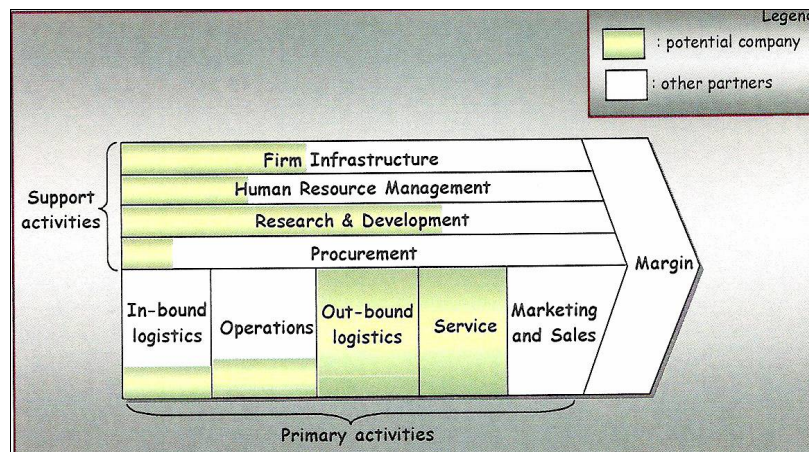 Legend
: potential company
: other partners
Firm Infrastructure
Human Resource Management
Research & Development
Procurement
Support
activities
In-bound
logistics
Operations
Out-bound
logistics
Service
Marketing
and Sales
Margin
Primary activities